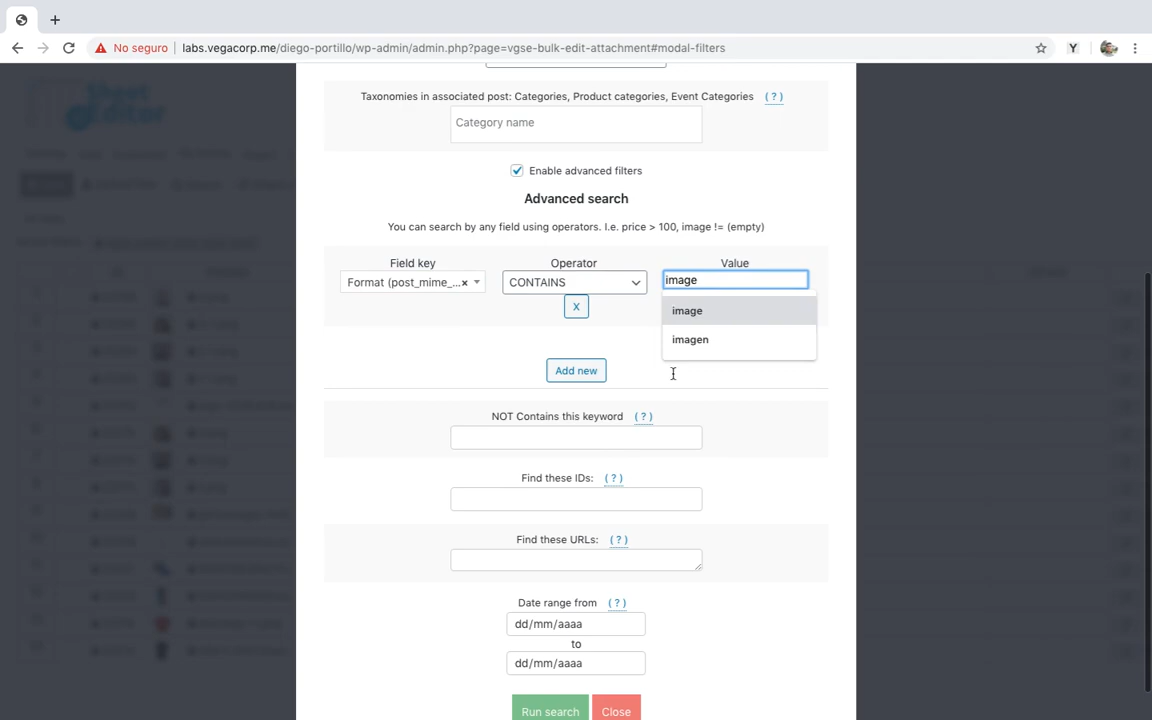 No seguro
labs.vegacorp.me/diego-portillo/wp-admin/admin.php?page=vgse-bulk-edit-attachment#modal-filters
Y
Sheet
Editor
Taxonomies in associated post: Categories, Product categories, Event Categories (?)
Category name
Enable advanced filters
Advanced search
You can search by any field using operators. I.e. price > 100, image != (empty)
Field key Operator Value
Format (post_mime_...× CONTAINS image
X
image
imagen
Add new
NOT Contains this keyword (?)
Find these IDs: (?)
Find these URLs: (?)
Date range from (?)
dd/mm/aaaa
to
dd/mm/aaaa
Run search Close